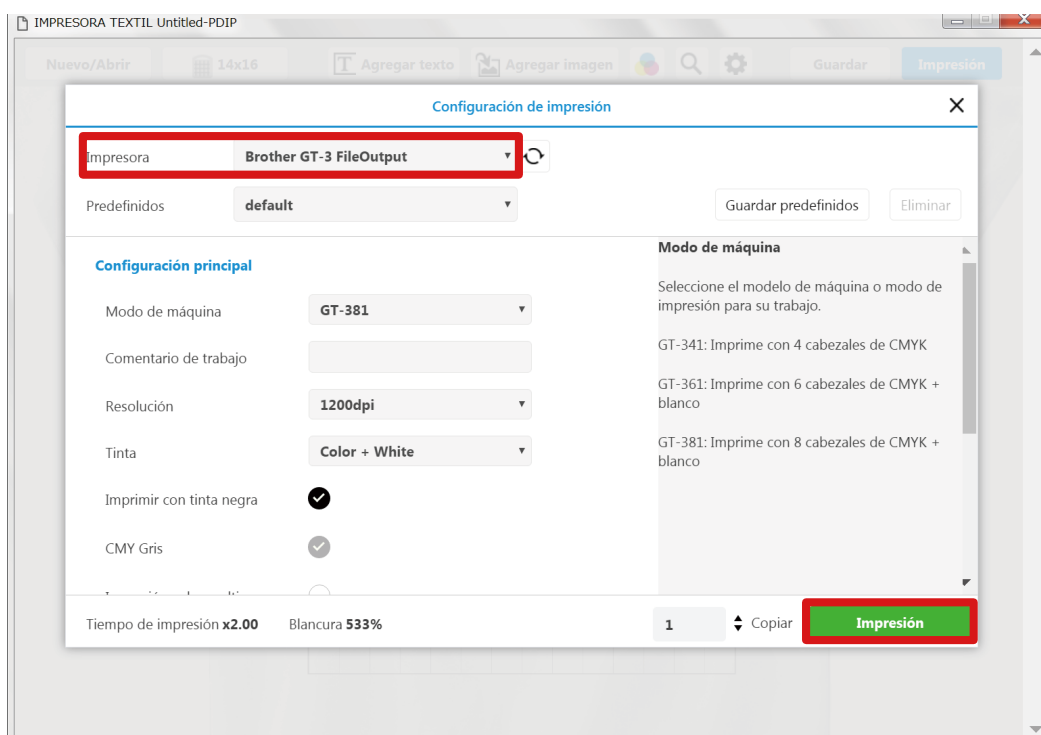 IMPRESORA TEXTIL Untitled-PDIP
Nuevo/Abrir 14x16 Agregar texto Agregar imagen Guardar Impresión
Configuración de impresión
Impresora Brother GT-3 FileOutput
Predefinidos default Guardar predefinidos Eliminar
Configuración principal
Modo de máquina GT-381
Comentario de trabajo
Resolución 1200dpi
Tinta Color + White
Imprimir con tinta negra
CMY Gris
Modo de máquina
Seleccione el modelo de máquina o modo de
impresión para su trabajo.
GT-341: Imprime con 4 cabezales de CMYK
GT-361: Imprime con 6 cabezales de CMYK +
blanco
GT-381: Imprime con 8 cabezales de CMYK +
blanco
Tiempo de impresión x2.00 Blancura 533% 1 Copiar Impresión